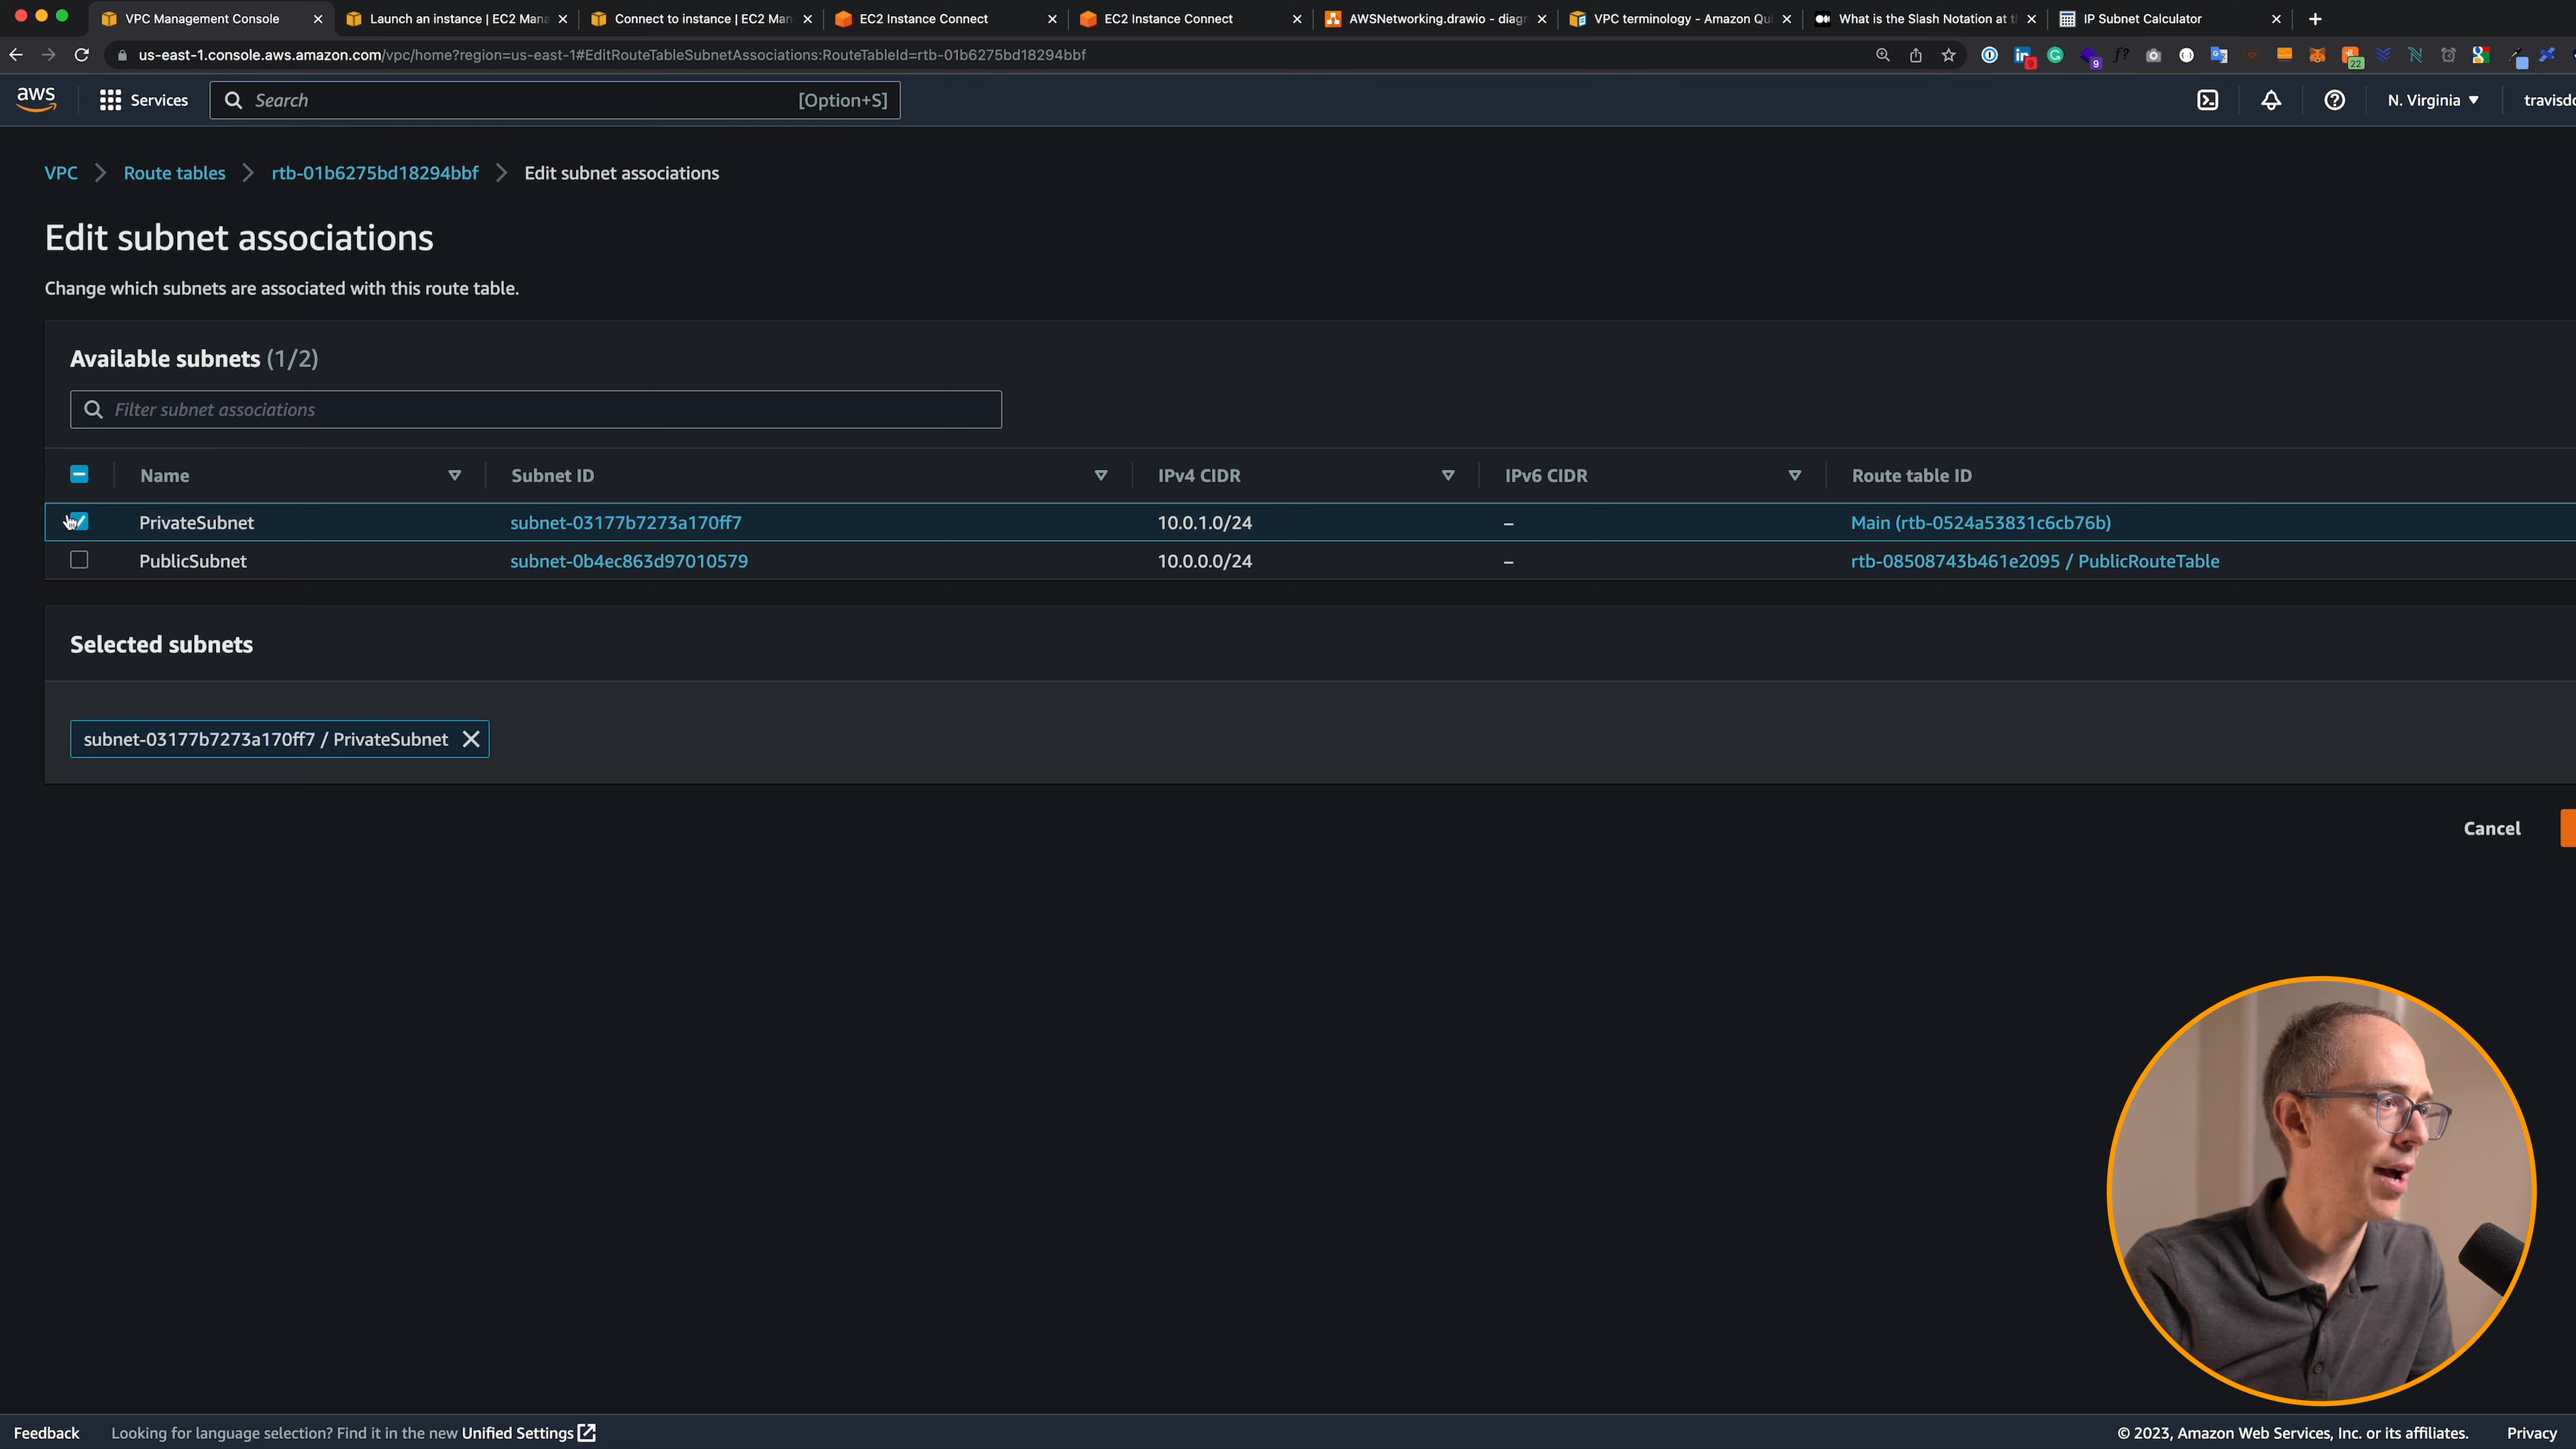 VPC Management Console
Launch an instance | EC2 Mana
Connect to instance | EC2 Man
EC2 Instance Connect
EC2 Instance Connect
AWSNetworking.drawio - diagr
VPC terminology - Amazon Qui
What is the Slash Notation at th
IP Subnet Calculator
us-east-1.console.aws.amazon.com/vpc/home?region=us-east-1#EditRouteTableSubnetAssociations:RouteTableId=rtb-01b6275bd18294bbf
aws
Services
Search
[Option+S]
N. Virginia
travisdo
VPC
Route tables
rtb-01b6275bd18294bbf
Edit subnet associations
Edit subnet associations
Change which subnets are associated with this route table.
Available subnets (1/2)
Filter subnet associations
Name Subnet ID IPv4 CIDR IPv6 CIDR Route table ID
PrivateSubnet subnet-03177b7273a170ff7 10.0.1.0/24 – Main (rtb-0524a53831c6cb76b)
PublicSubnet subnet-0b4ec863d97010579 10.0.0.0/24 – rtb-08508743b461e2095 / PublicRouteTable
Selected subnets
subnet-03177b7273a170ff7 / PrivateSubnet
Cancel
Feedback
Looking for language selection? Find it in the new Unified Settings
© 2023, Amazon Web Services, Inc. or its affiliates.
Privacy